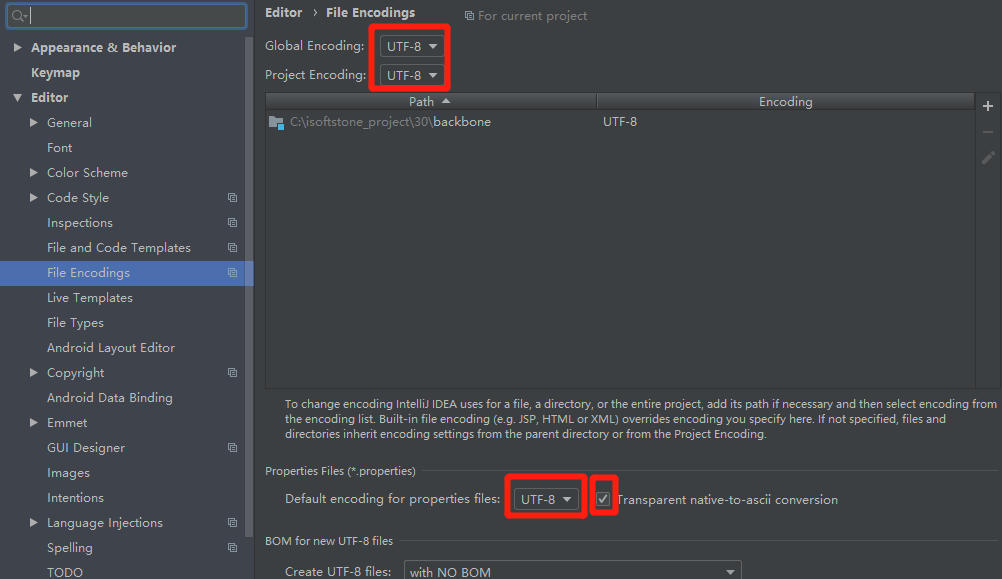 Editor › File Encodings
For current project
Appearance & Behavior
Keymap
Editor
General
Font
Color Scheme
Code Style
Inspections
File and Code Templates
File Encodings
Live Templates
File Types
Android Layout Editor
Copyright
Android Data Binding
Emmet
GUI Designer
Images
Intentions
Language Injections
Spelling
TODO
Global Encoding: UTF-8
Project Encoding: UTF-8
Path Encoding
C:\isoftstone_project\30\backbone UTF-8
To change encoding IntelliJ IDEA uses for a file, a directory, or the entire project, add its path if necessary and then select encoding from
the encoding list. Built-in file encoding (e.g. JSP, HTML or XML) overrides encoding you specify here. If not specified, files and
directories inherit encoding settings from the parent directory or from the Project Encoding.
Properties Files (*.properties)
Default encoding for properties files: UTF-8 Transparent native-to-ascii conversion
BOM for new UTF-8 files
Create UTF-8 files: with NO BOM